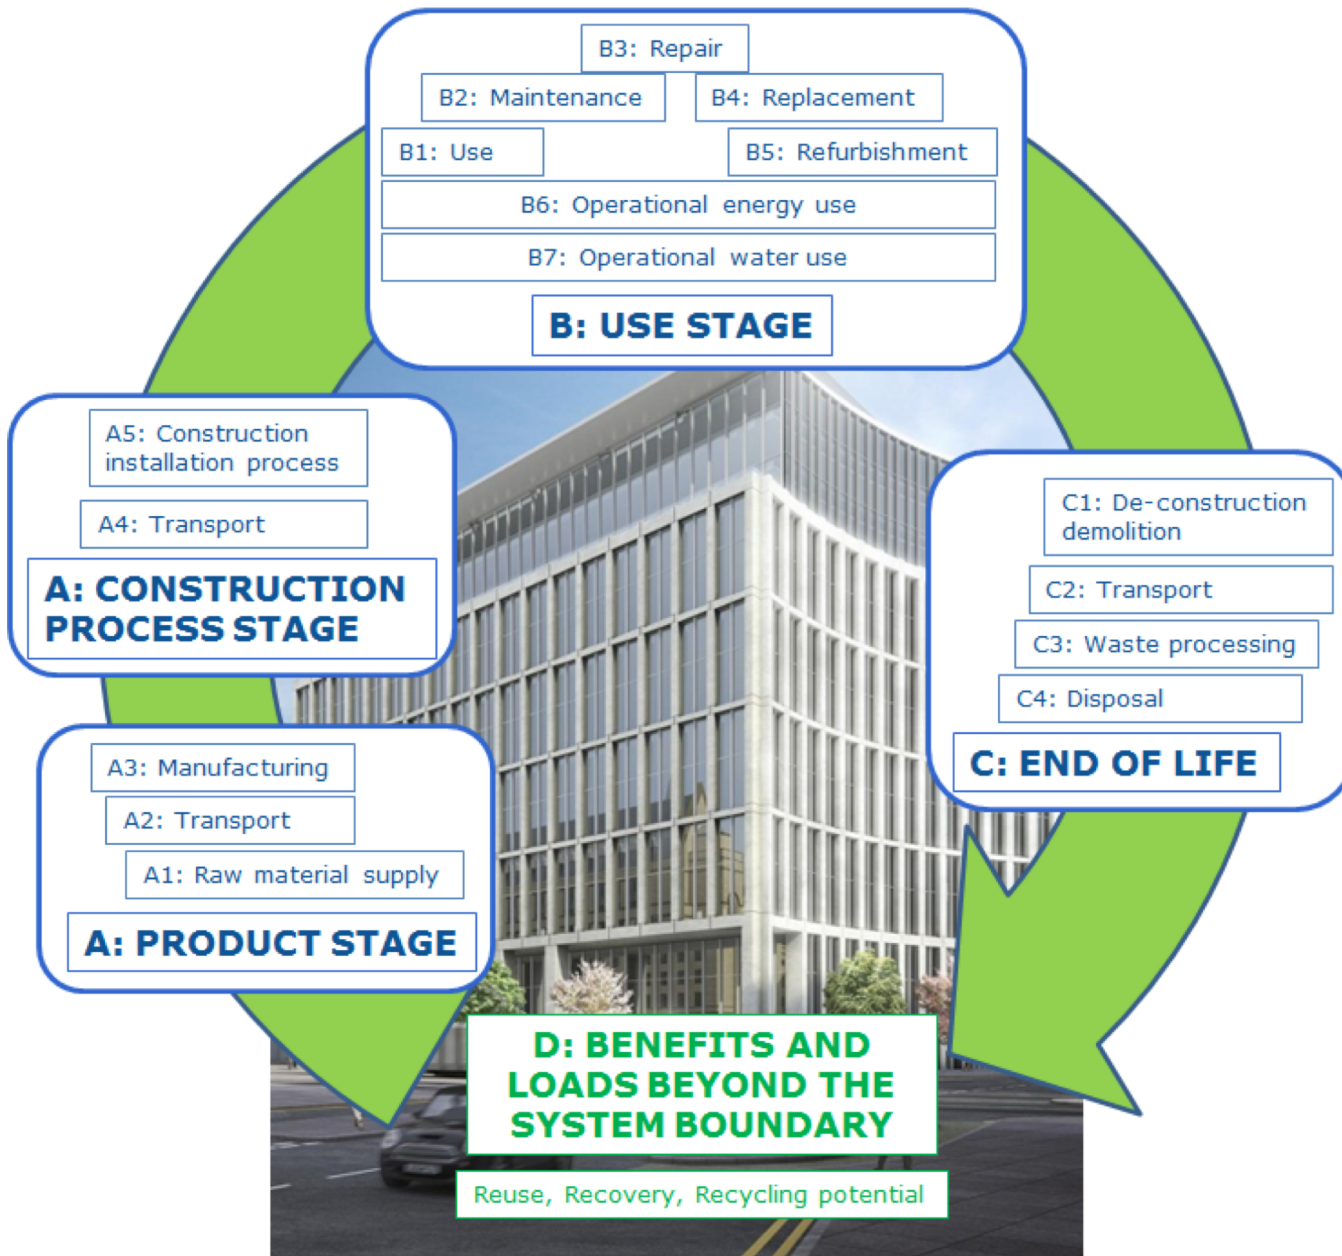 B3: Repair
B2: Maintenance
B4: Replacement
B1: Use
B5: Refurbishment
B6: Operational energy use
B7: Operational water use
B: USE STAGE
A5: Construction
installation process
A4: Transport
A: CONSTRUCTION
PROCESS STAGE
A3: Manufacturing
A2: Transport
A1: Raw material supply
A: PRODUCT STAGE
C1: De-construction
demolition
C2: Transport
C3: Waste processing
C4: Disposal
C: END OF LIFE
D: BENEFITS AND
LOADS BEYOND THE
SYSTEM BOUNDARY
Reuse, Recovery, Recycling potential